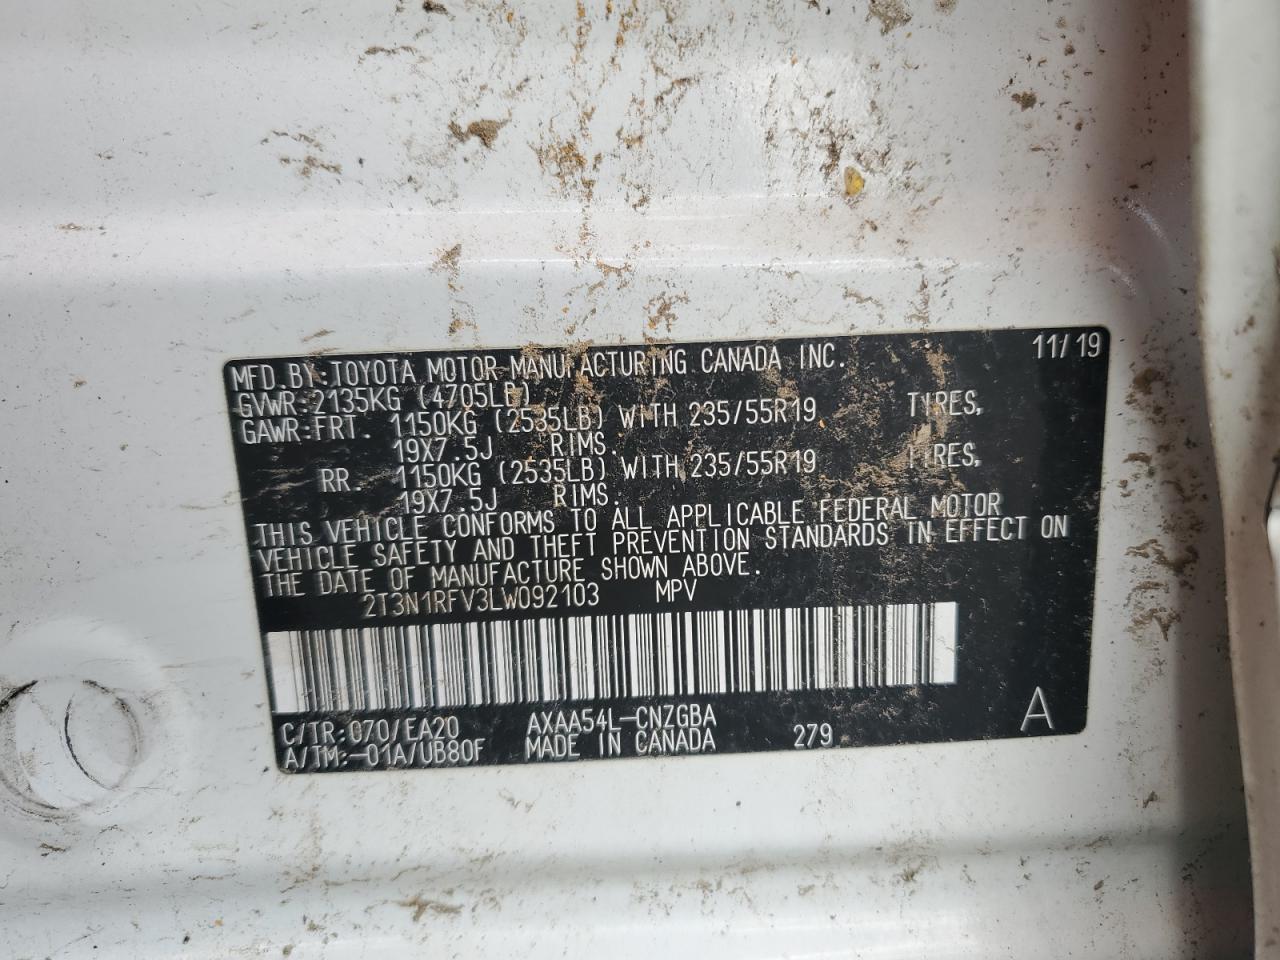 MFD.BY:TOYOTA MOTOR MANUFACTURING CANADA INC. 11/19
GVWR:2135KG (4705LB)
GAWR:FRT. 1150KG (2535LB) WITH 235/55R19 TYRES,
19X7.5J RIMS.
RR. 1150KG (2535LB) WITH 235/55R19 TYRES,
19X7.5J RIMS.
THIS VEHICLE CONFORMS TO ALL APPLICABLE FEDERAL MOTOR
VEHICLE SAFETY AND THEFT PREVENTION STANDARDS IN EFFECT ON
THE DATE OF MANUFACTURE SHOWN ABOVE.
2T3N1RFV3LW092103 MPV
C/TR:070/EA20 AXAA54L-CNZGBA
A/TM:-01A/UB80F MADE IN CANADA 279 A